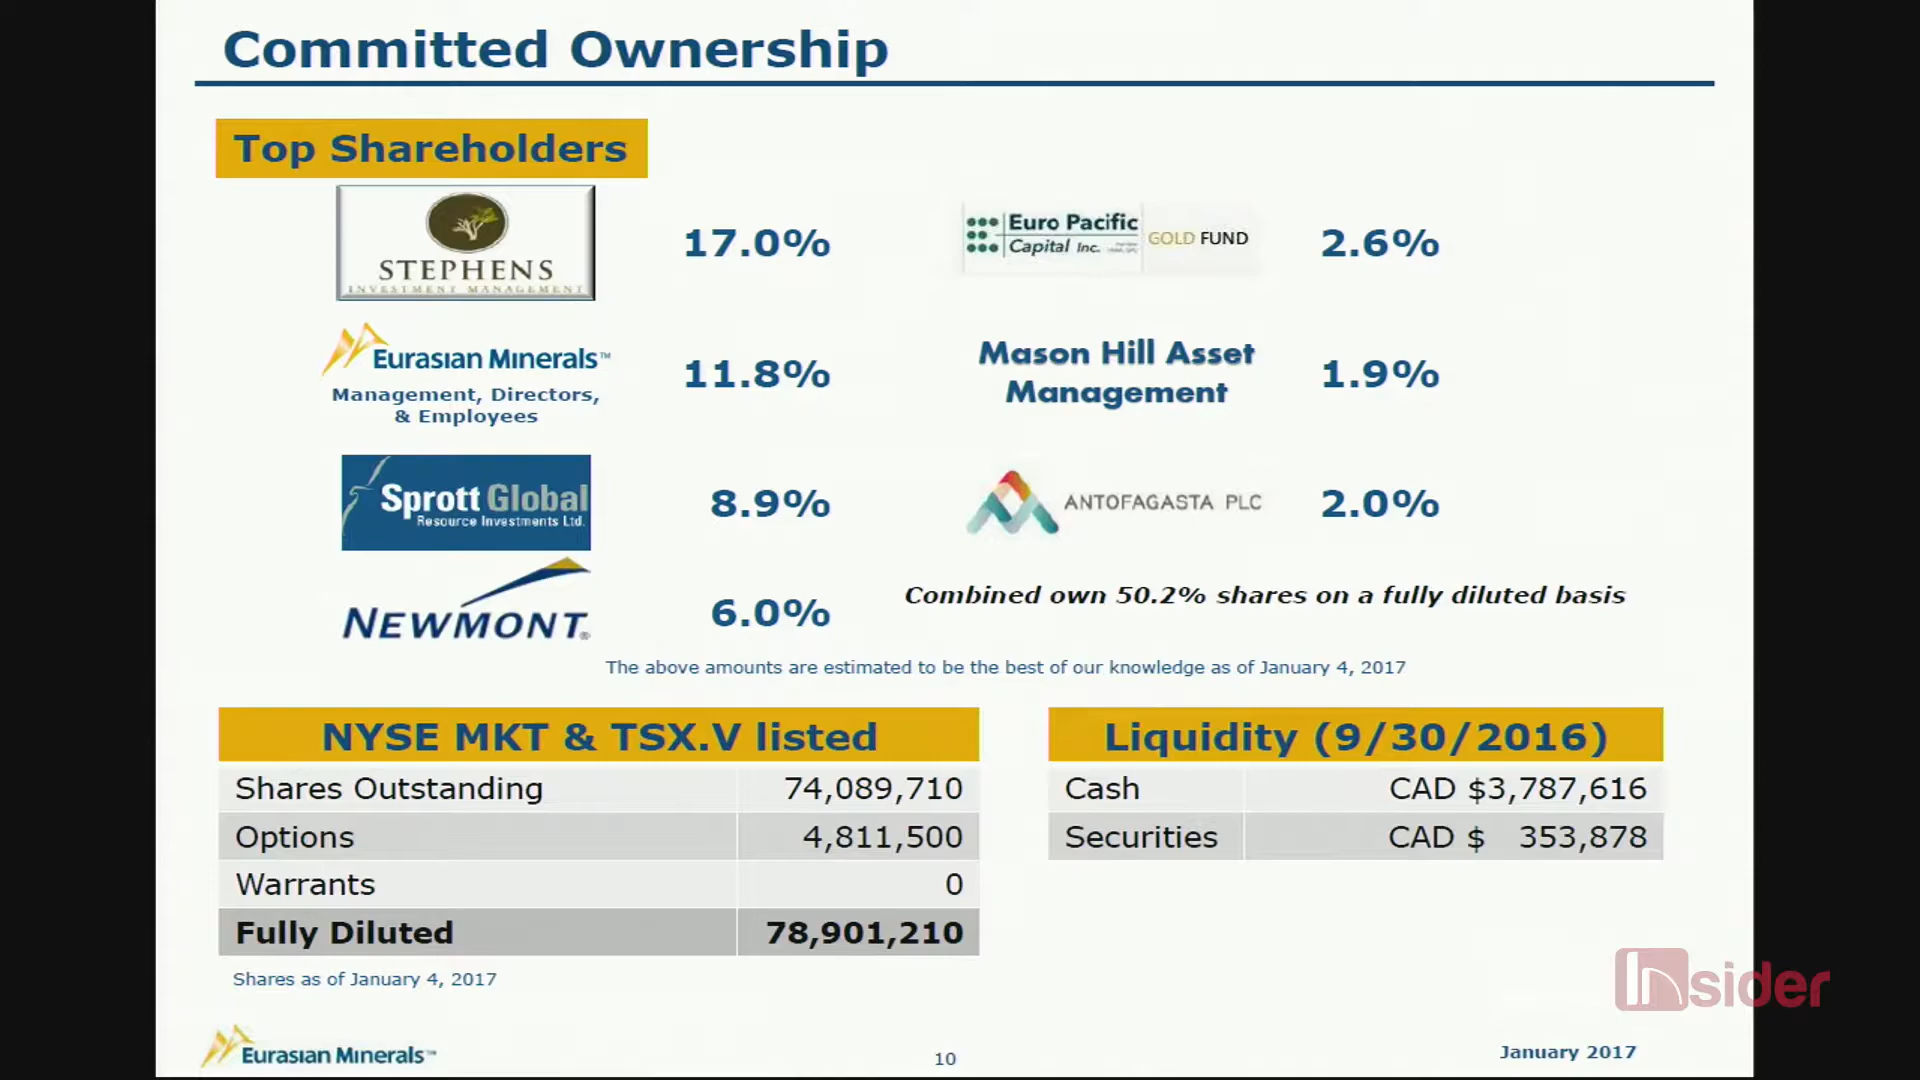 Committed Ownership
Top Shareholders
STEPHENS
INVESTMENT MANAGEMENT
17.0%
Euro Pacific
Capital Inc.
GOLD FUND
2.6%
Eurasian Minerals™
Management, Directors,
& Employees
11.8%
Mason Hill Asset
Management
1.9%
Sprott Global
Resource Investments Ltd.
8.9%
ANTOFAGASTA PLC
2.0%
NEWMONT®
6.0%
Combined own 50.2% shares on a fully diluted basis
The above amounts are estimated to be the best of our knowledge as of January 4, 2017
NYSE MKT & TSX.V listed
Shares Outstanding 74,089,710
Options 4,811,500
Warrants 0
Fully Diluted 78,901,210
Shares as of January 4, 2017
Liquidity (9/30/2016)
Cash CAD $3,787,616
Securities CAD $ 353,878
Insider
Eurasian Minerals™
10
January 2017